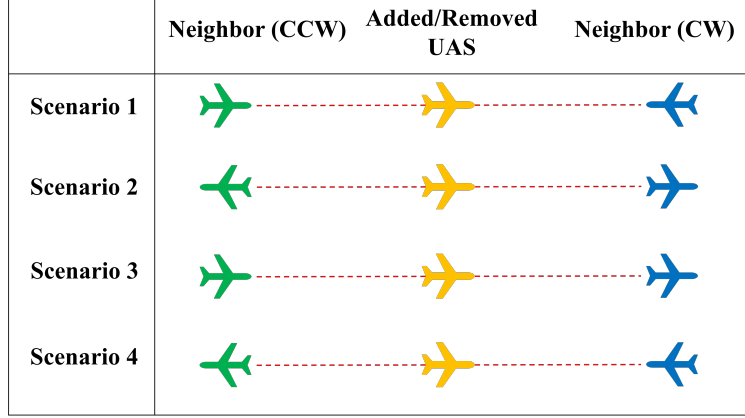 Neighbor (CCW)
Added/Removed
UAS
Neighbor (CW)
Scenario 1
Scenario 2
Scenario 3
Scenario 4